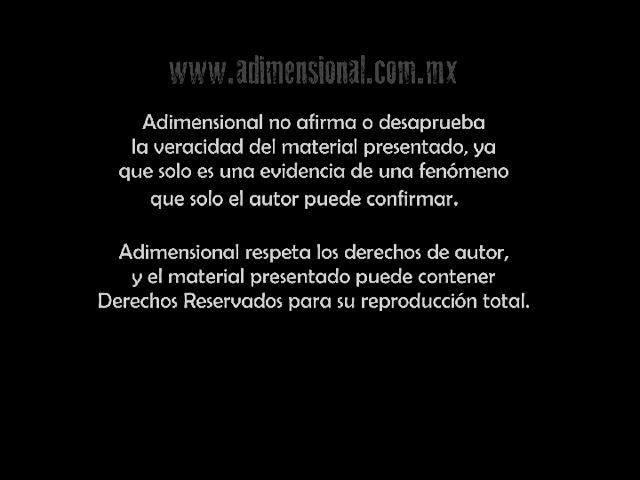 www.adimensional.com.mx
Adimensional no afirma o desaprueba
la veracidad del material presentado, ya
que solo es una evidencia de una fenómeno
que solo el autor puede confirmar.
Adimensional respeta los derechos de autor,
y el material presentado puede contener
Derechos Reservados para su reproducción total.